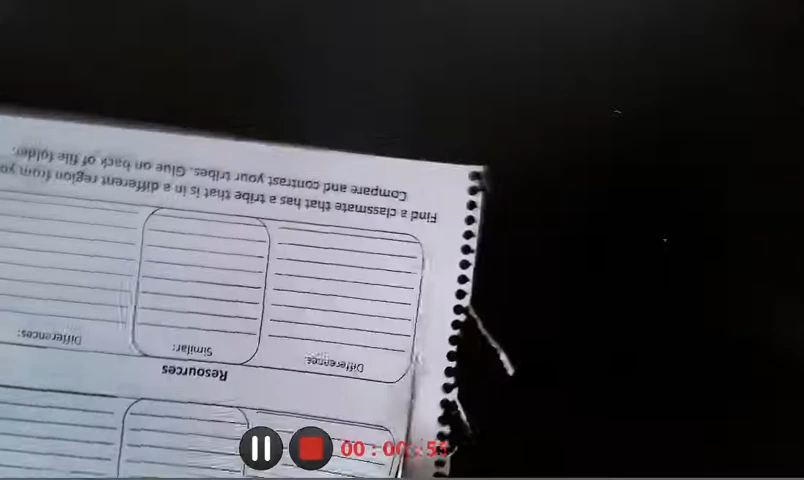 Compare and contrast your tribes. Glue on back of file folder.
Find a classmate that has a tribe that is in a different region from
Differences:
Similar:
Differences:
Resources
00 : 00 : 55